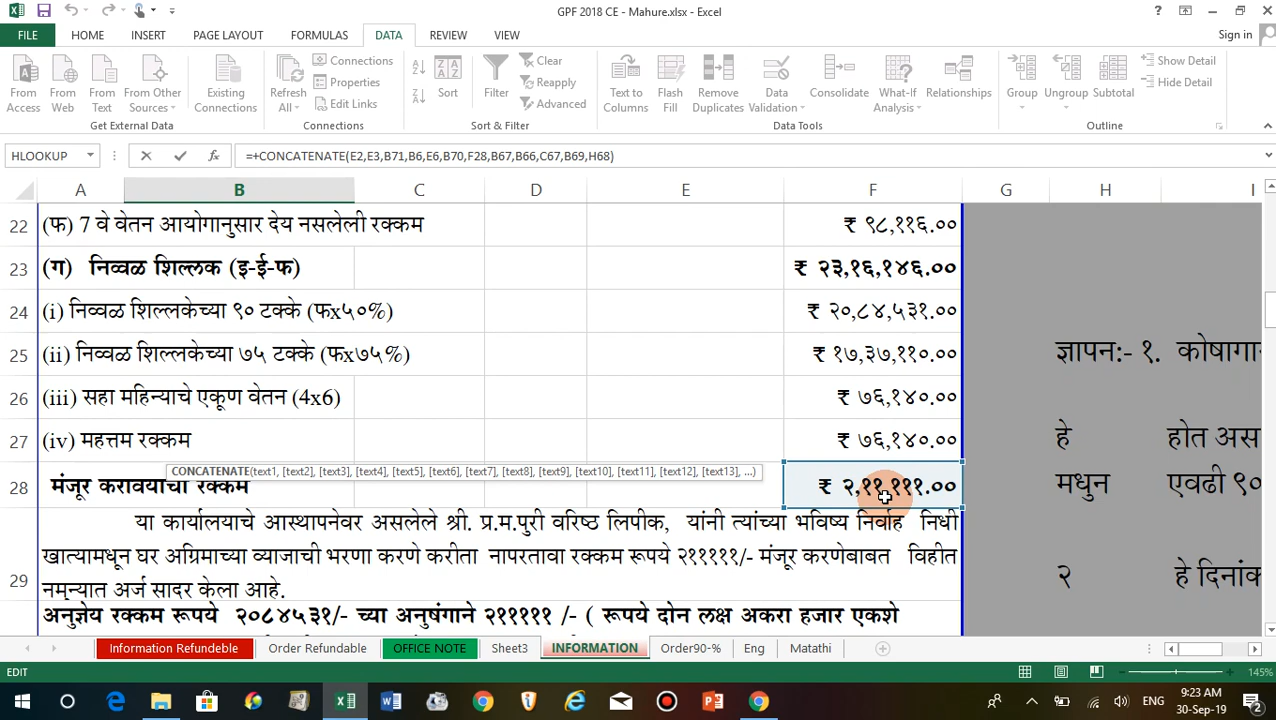 GPF 2018 CE - Mahure.xlsx - Excel
Sign in
FILE HOME INSERT PAGE LAYOUT FORMULAS DATA REVIEW VIEW
From Access
From Web
From Text
From Other Sources
Existing Connections
Get External Data
Refresh All
Connections
Properties
Edit Links
Connections
Sort
Filter
Clear
Reapply
Advanced
Sort & Filter
Text to Columns
Flash Fill
Remove Duplicates
Data Validation
Consolidate
What-If Analysis
Relationships
Data Tools
Group
Ungroup
Subtotal
Show Detail
Hide Detail
Outline
HLOOKUP
=+CONCATENATE(E2,E3,B71,B6,E6,B70,F28,B67,B66,C67,B69,H68)
A B C D E F G H I
22 (फ) 7 वे वेतन आयोगानुसार देय नसलेली रक्कम ₹ ९८,११६.००
23 (ग) निव्वळ शिल्लक (इ-ई-फ) ₹ २३,१६,१४६.००
24 (i) निव्वळ शिल्लकेच्या ९० टक्के (फx५०%) ₹ २०,८४,५३१.००
25 (ii) निव्वळ शिल्लकेच्या ७५ टक्के (फx७५%) ₹ १७,३७,११०.००
ज्ञापन:- १. कोषागा
26 (iii) सहा महिन्याचे एकूण वेतन (4x6) ₹ ७६,१४०.००
27 (iv) महत्तम रक्कम ₹ ७६,१४०.००
हे होत अस
CONCATENATE(text1, [text2], [text3], [text4], [text5], [text6], [text7], [text8], [text9], [text10], [text11], [text12], [text13], ...)
28 मंजूर करावयाचा रक्कम ₹ २,११,१११.००
मधुन एवढी ९०
या कार्यालयाचे आस्थापनेवर असलेले श्री. प्र.म.पुरी वरिष्ठ लिपीक, यांनी त्यांच्या भविष्य निर्वाह निधी
खात्यामधून घर अग्रिमाच्या व्याजाची भरणा करणे करीता नापरतावा रक्कम रूपये २१११११/- मंजूर करणेबाबत विहीत
29 नमून्यात अर्ज सादर केला आहे.
२ हे दिनांक
अनुज्ञेय रक्कम रूपये २०८४५३१/- च्या अनुषंगाने २१११११ /- ( रूपये दोन लक्ष अकरा हजार एकशे
Information Refundeble Order Refundable OFFICE NOTE Sheet3 INFORMATION Order90-% Eng Mathathi
EDIT
145%
ENG
9:23 AM
30-Sep-19
2